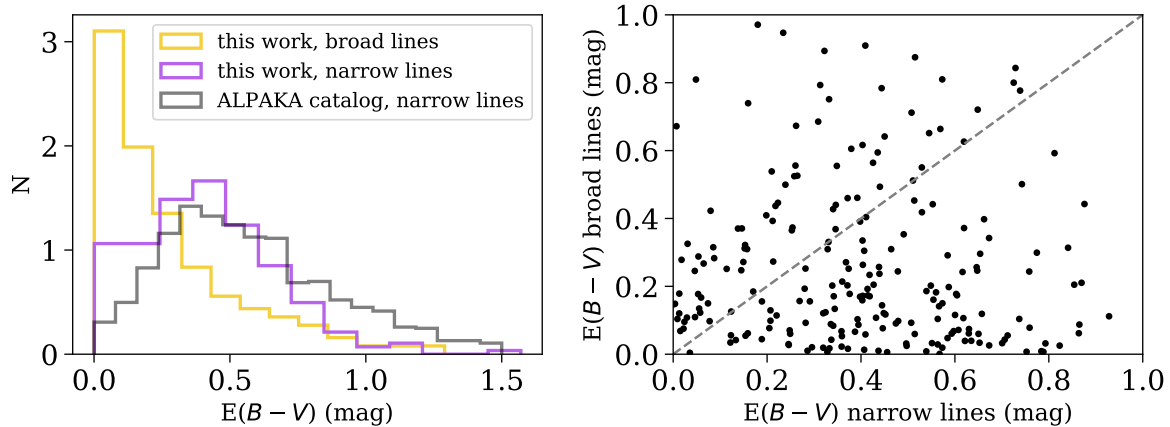 this work, broad lines
this work, narrow lines
ALPAKA catalog, narrow lines
N
3
2
1
0
0.0 0.5 1.0 1.5
E(B − V) (mag)
E(B − V) broad lines (mag)
1.0
0.8
0.6
0.4
0.2
0.0
0.0 0.2 0.4 0.6 0.8 1.0
E(B − V) narrow lines (mag)